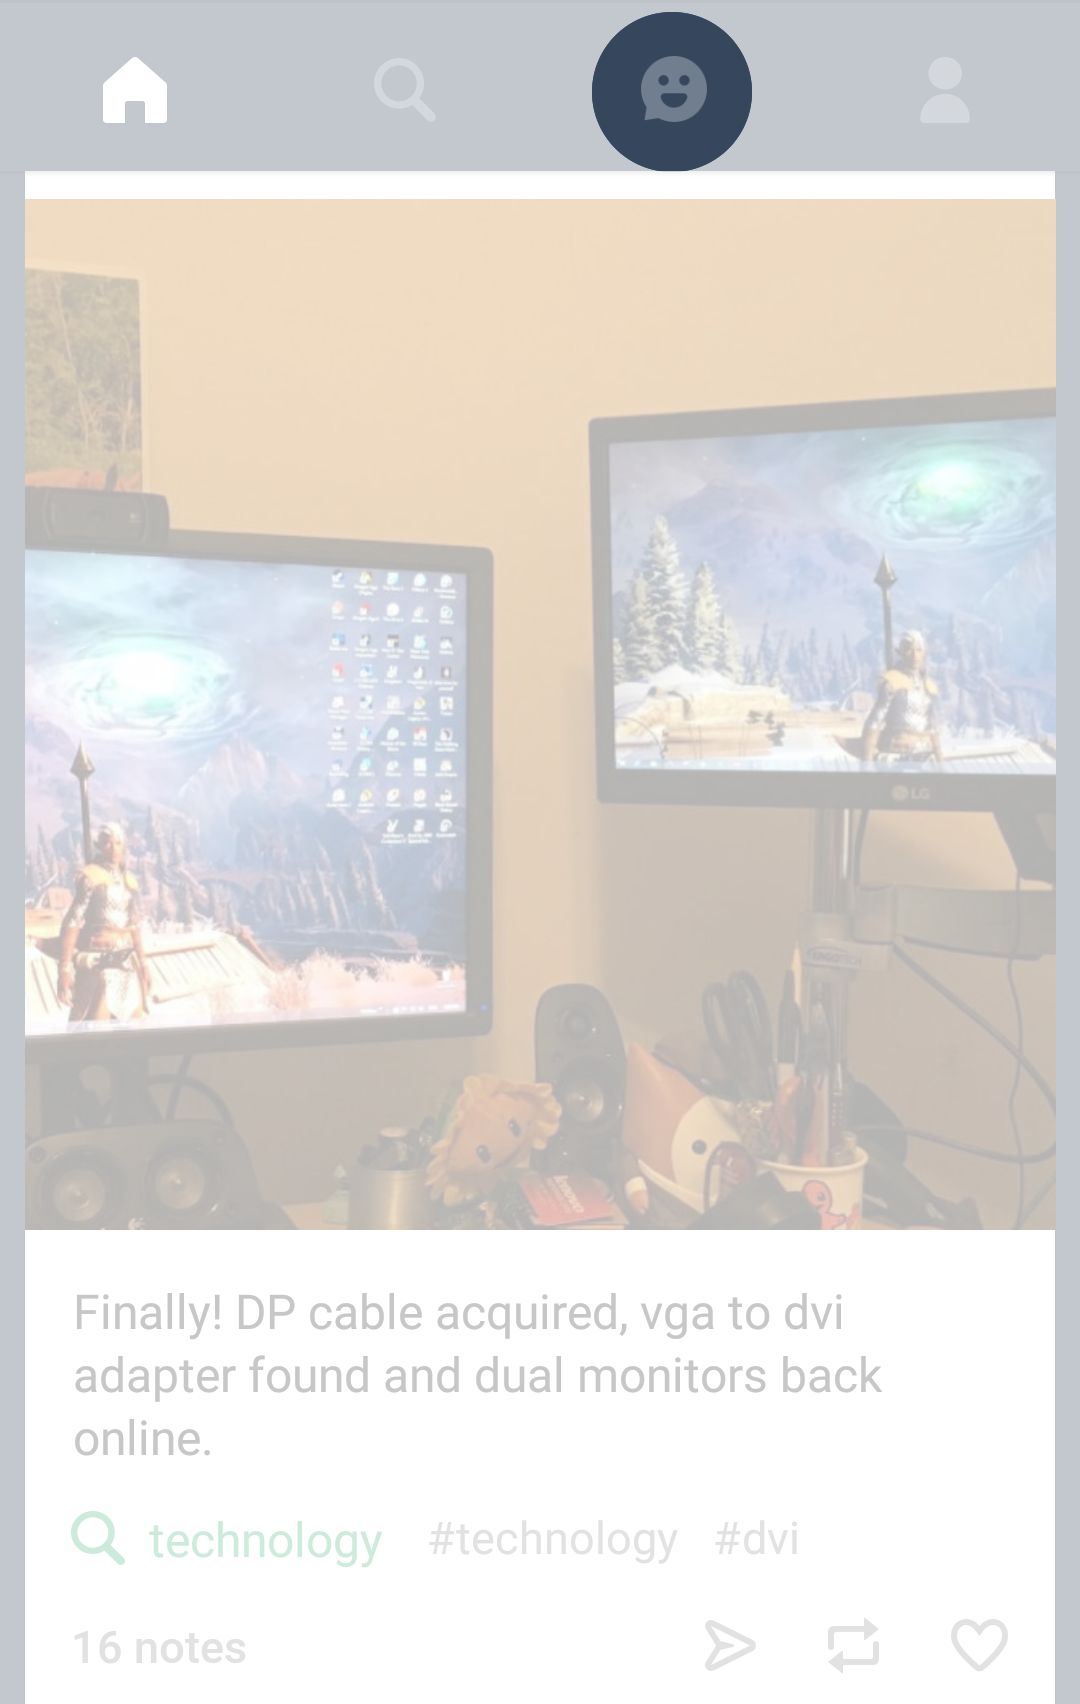 LG
ERGOTECH
lenovo
Finally! DP cable acquired, vga to dvi
adapter found and dual monitors back
online.
technology #technology #dvi
16 notes